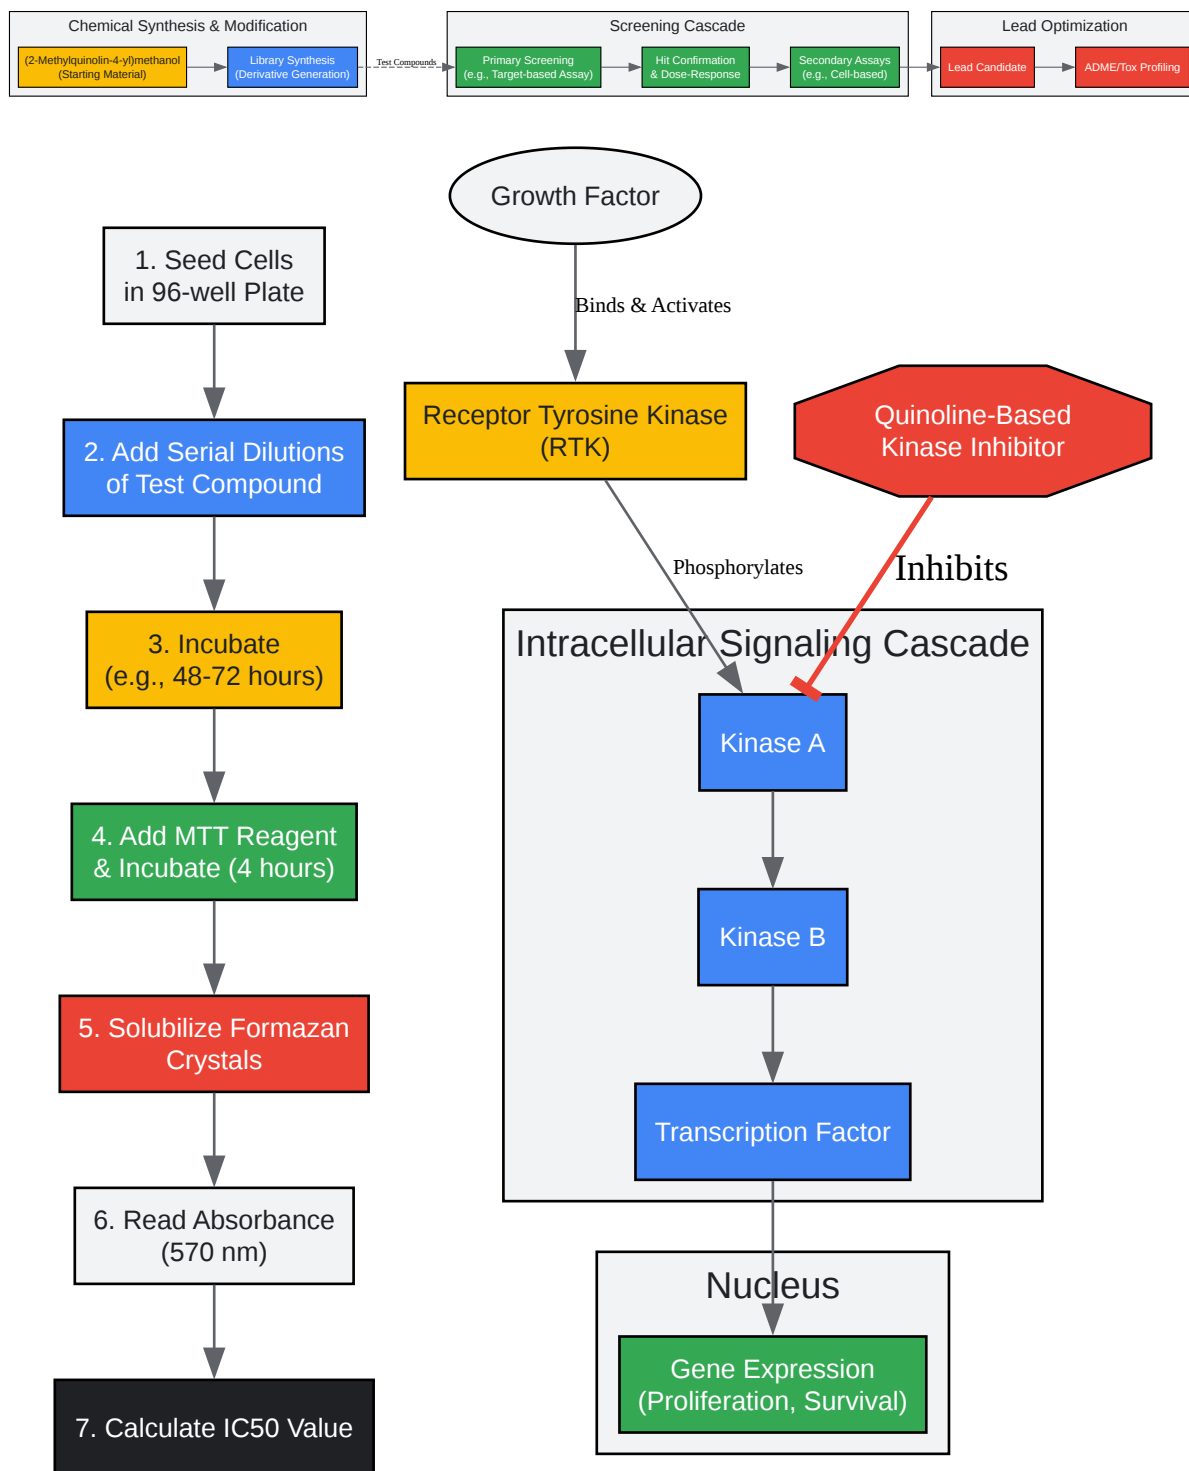 Chemical Synthesis & Modification
(2-Methylquinolin-4-yl)methanol
(Starting Material)
Library Synthesis
(Derivative Generation)
Test Compounds
Screening Cascade
Primary Screening
(e.g., Target-based Assay)
Hit Confirmation
& Dose-Response
Secondary Assays
(e.g., Cell-based)
Lead Optimization
Lead Candidate
ADME/Tox Profiling
1. Seed Cells
in 96-well Plate
2. Add Serial Dilutions
of Test Compound
3. Incubate
(e.g., 48-72 hours)
4. Add MTT Reagent
& Incubate (4 hours)
5. Solubilize Formazan
Crystals
6. Read Absorbance
(570 nm)
7. Calculate IC50 Value
Growth Factor
Binds & Activates
Receptor Tyrosine Kinase
(RTK)
Quinoline-Based
Kinase Inhibitor
Phosphorylates
Inhibits
Intracellular Signaling Cascade
Kinase A
Kinase B
Transcription Factor
Nucleus
Gene Expression
(Proliferation, Survival)